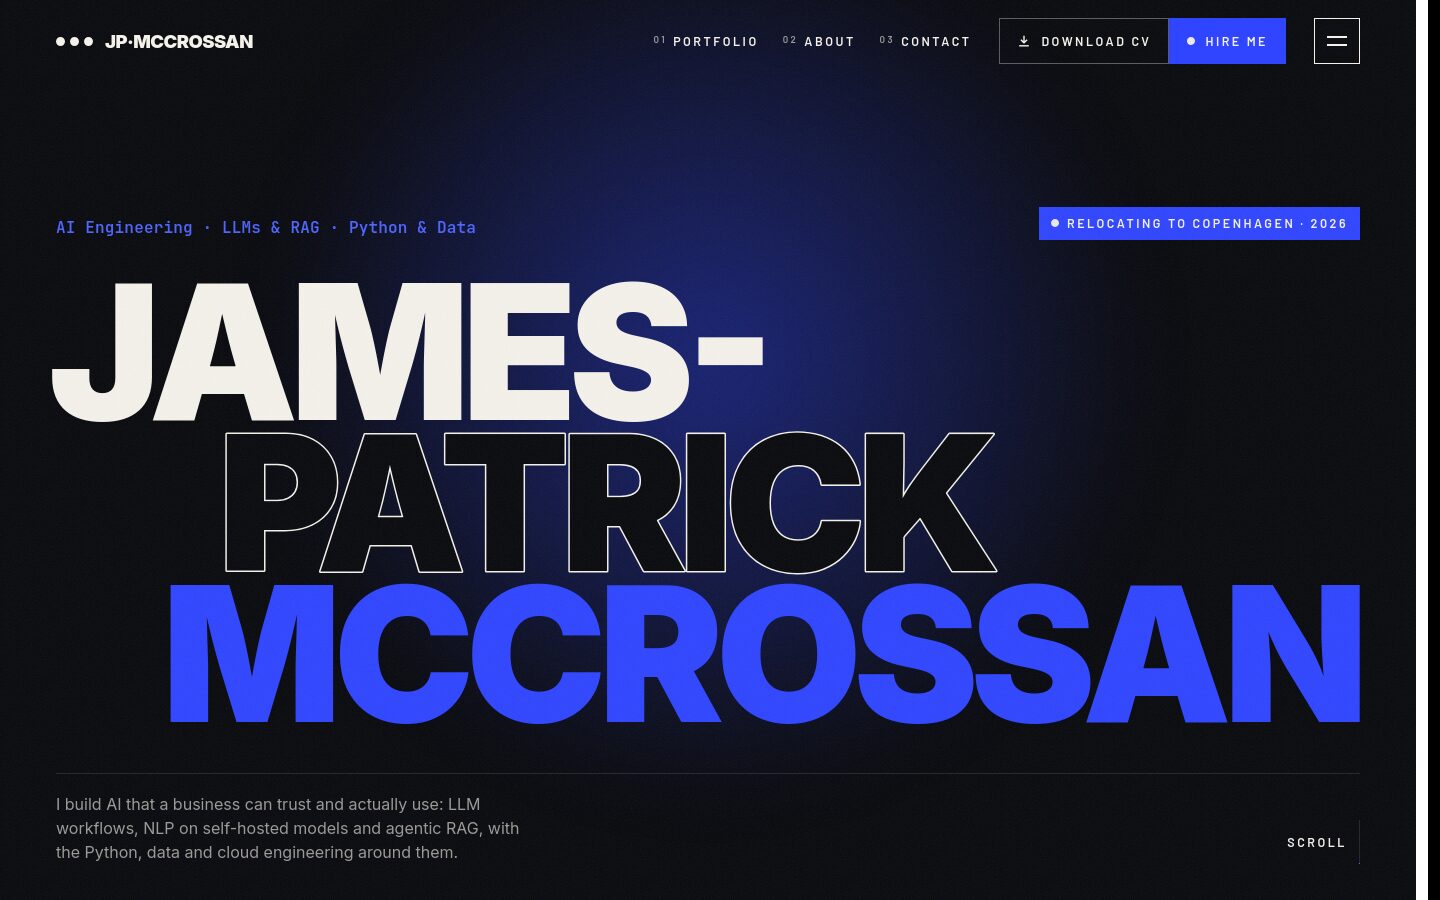 JP·MCCROSSAN
01 PORTFOLIO 02 ABOUT 03 CONTACT DOWNLOAD CV HIRE ME
AI Engineering · LLMs & RAG · Python & Data
RELOCATING TO COPENHAGEN · 2026
JAMES-
PATRICK
MCCROSSAN
I build AI that a business can trust and actually use: LLM
workflows, NLP on self-hosted models and agentic RAG, with
the Python, data and cloud engineering around them.
SCROLL